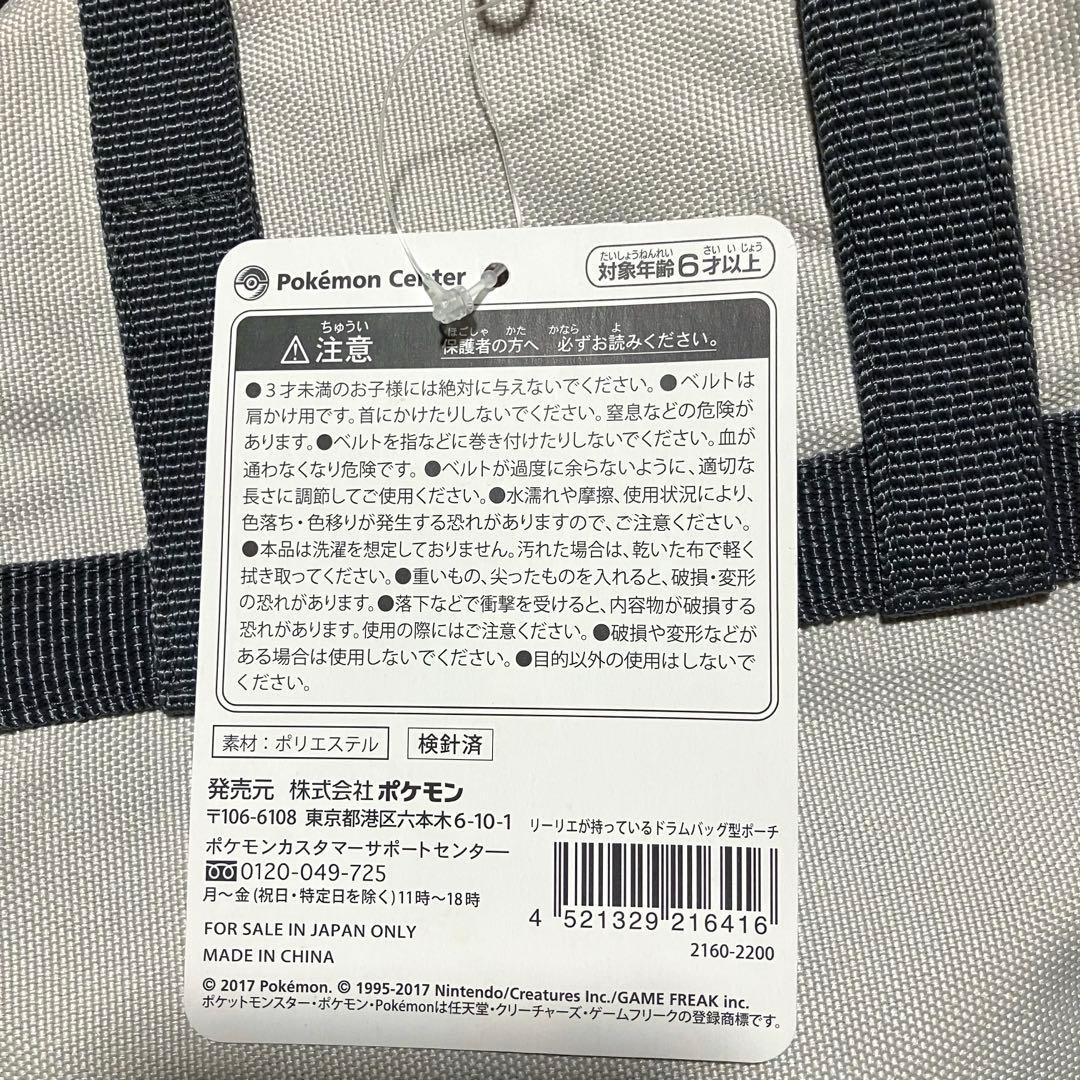 Pokémon Center
たいしょうねんれい さい いじょう
対象年齢6才以上
ちゅうい
注意
ほごしゃ かた かなら よ
保護者の方へ 必ずお読みください。
●3才未満のお子様には絶対に与えないでください。●ベルトは
肩かけ用です。首にかけたりしないでください。窒息などの危険が
あります。●ベルトを指などに巻き付けたりしないでください。血が
通わなくなり危険です。●ベルトが過度に余らないように、適切な
長さに調節してご使用ください。●水濡れや摩擦、使用状況により、
色落ち・色移りが発生する恐れがありますので、ご注意ください。
●本品は洗濯を想定しておりません。汚れた場合は、乾いた布で軽く
拭き取ってください。●重いもの、尖ったものを入れると、破損・変形
の恐れがあります。●落下などで衝撃を受けると、内容物が破損する
恐れがあります。使用の際にはご注意ください。●破損や変形などが
ある場合は使用しないでください。●目的以外の使用はしないで
ください。
素材：ポリエステル 検針済
発売元 株式会社ポケモン
〒106-6108 東京都港区六本木6-10-1
ポケモンカスタマーサポートセンター
0120-049-725
月～金(祝日・特定日を除く)11時～18時
FOR SALE IN JAPAN ONLY
MADE IN CHINA
リーリエが持っているドラムバッグ型ポーチ
4 521329 216416
2160-2200
© 2017 Pokémon. © 1995-2017 Nintendo/Creatures Inc./GAME FREAK inc.
ポケットモンスター・ポケモン・Pokémonは任天堂・クリーチャーズ・ゲームフリークの登録商標です。